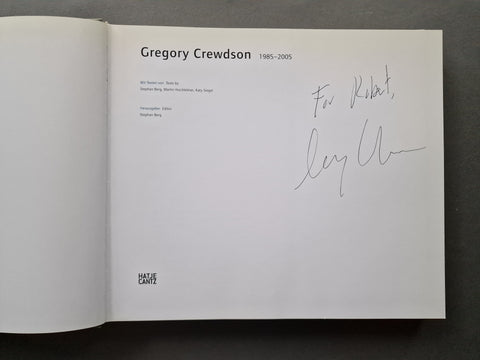 Gregory Crewdson 1985–2005
Mit Texten von Texts by
Stephan Berg, Martin Hochleitner, Katy Siegel
Herausgeber Editor
Stephan Berg
For Robert,
HATJE
CANTZ